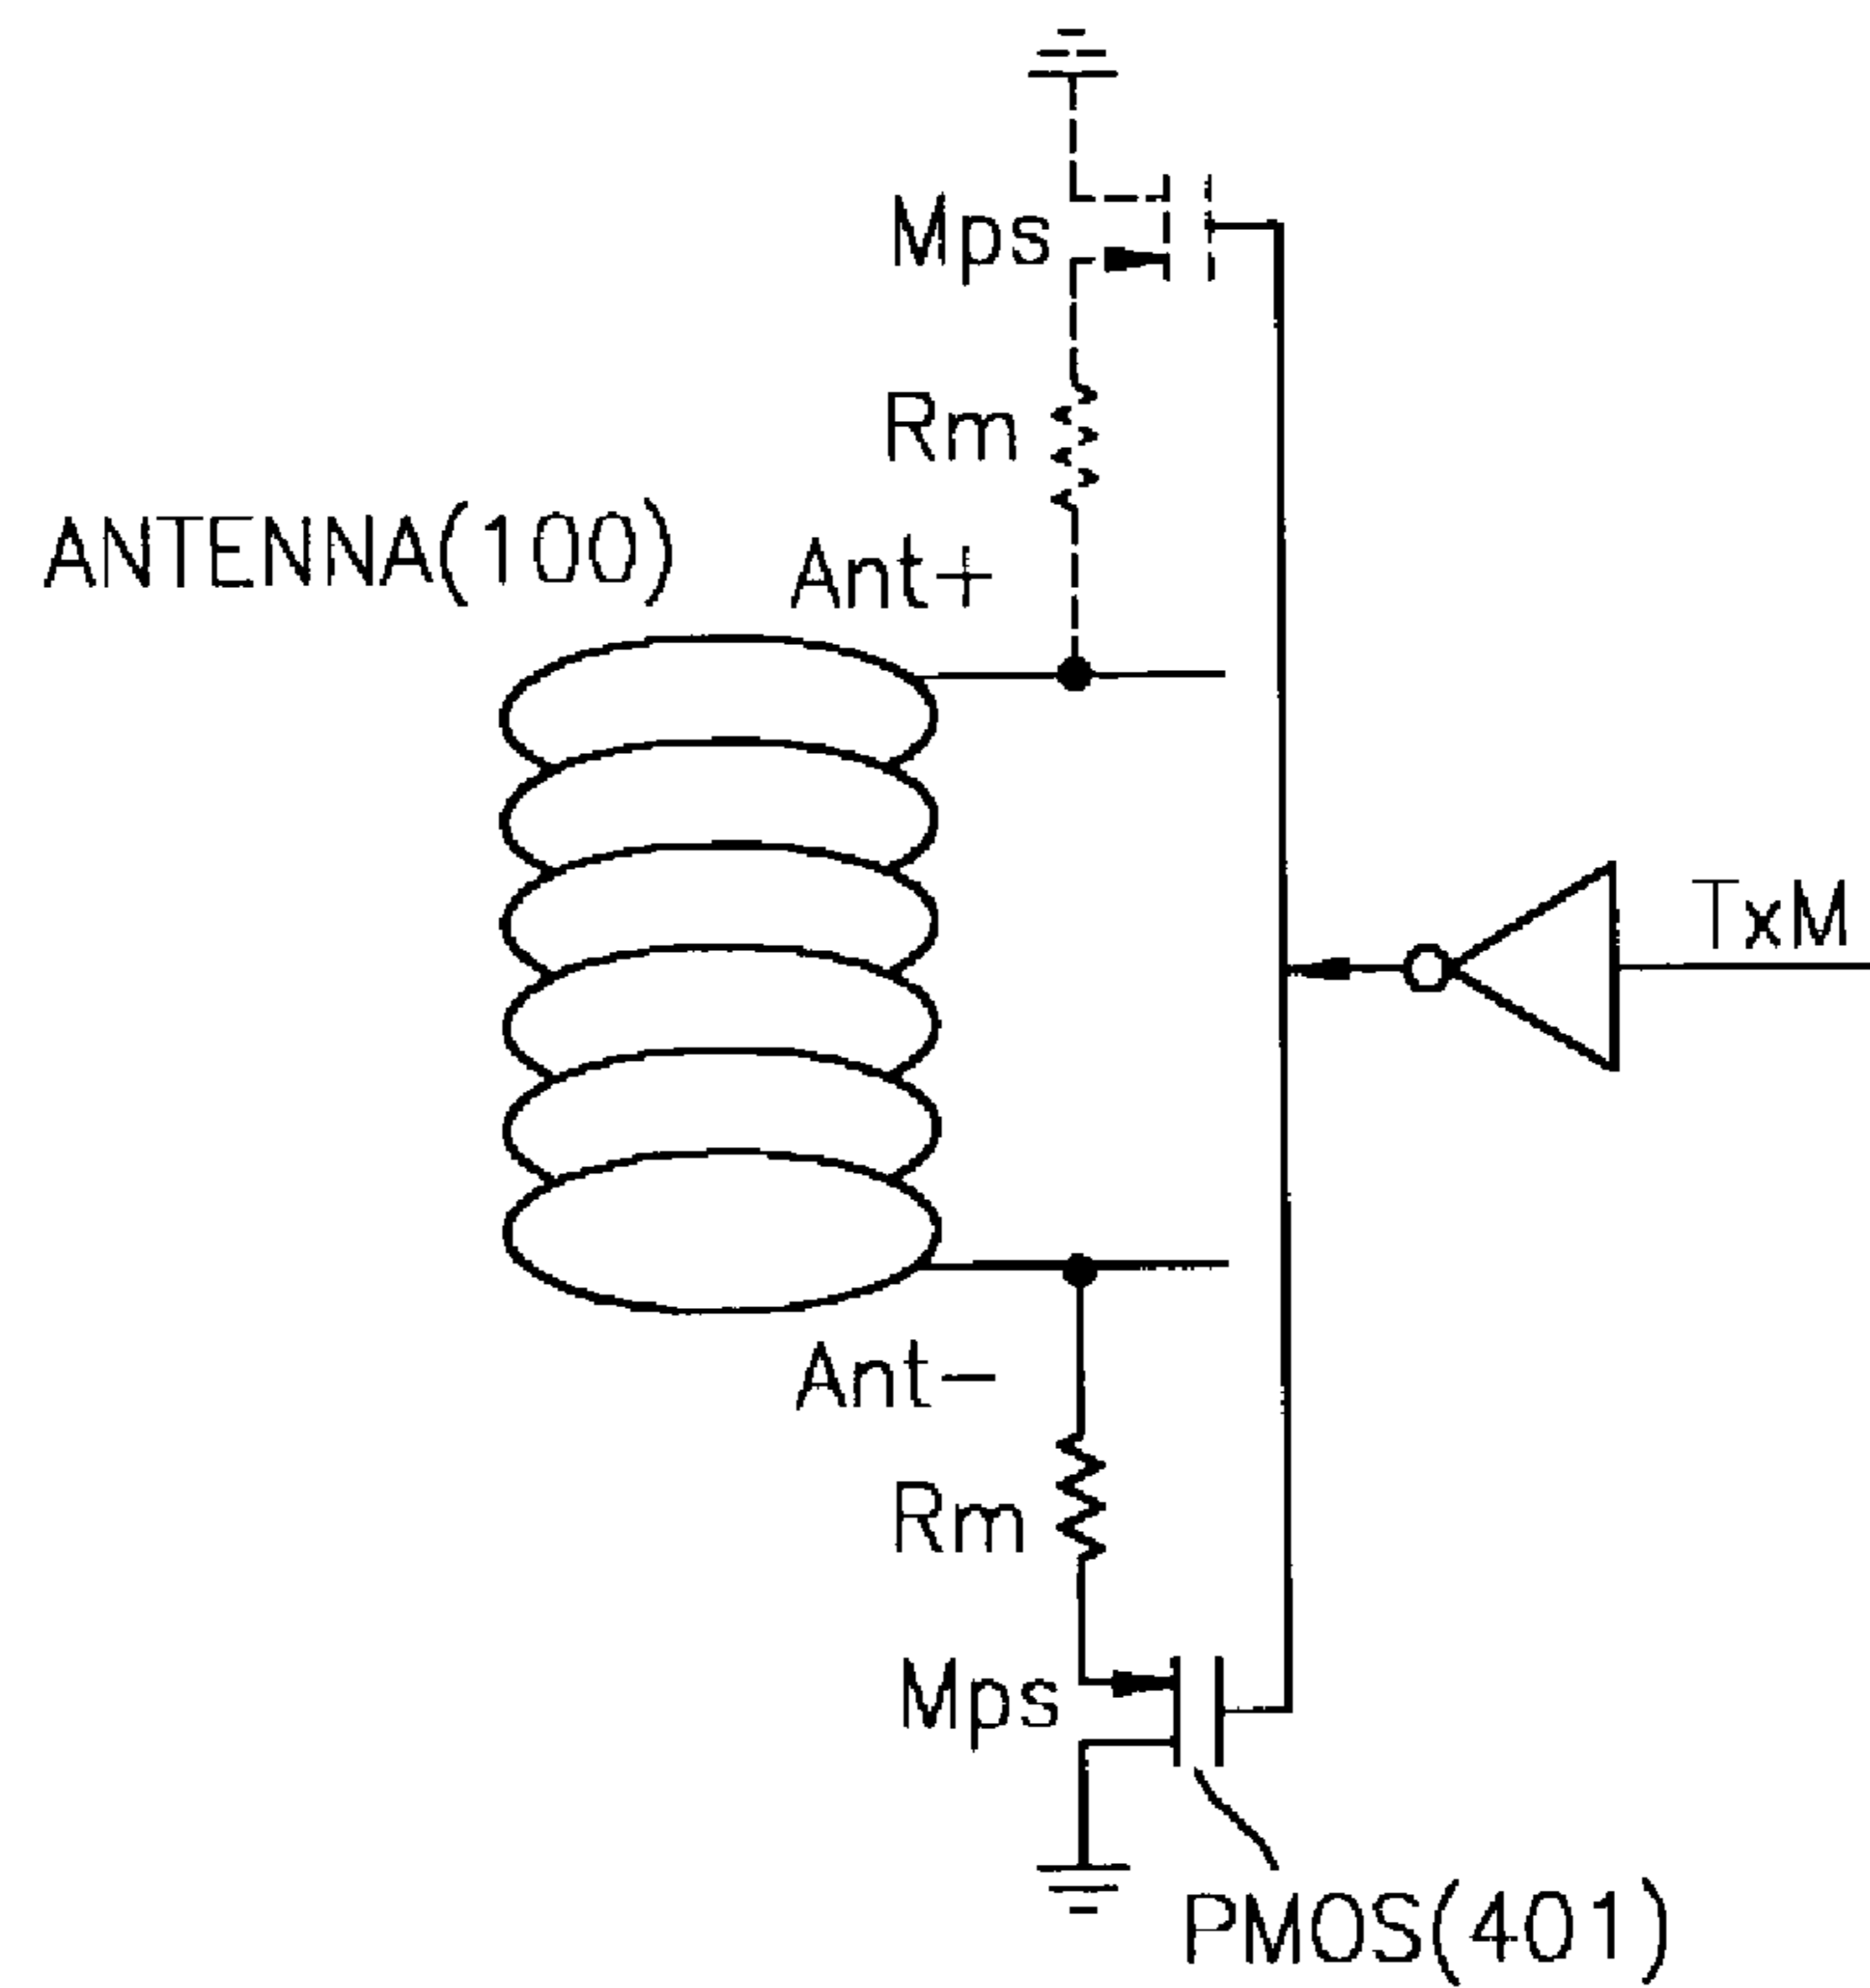 Mps
Rm
ANTENNA(100)
Ant+
TxM
Ant-
Rm
Mps
PMOS(401)